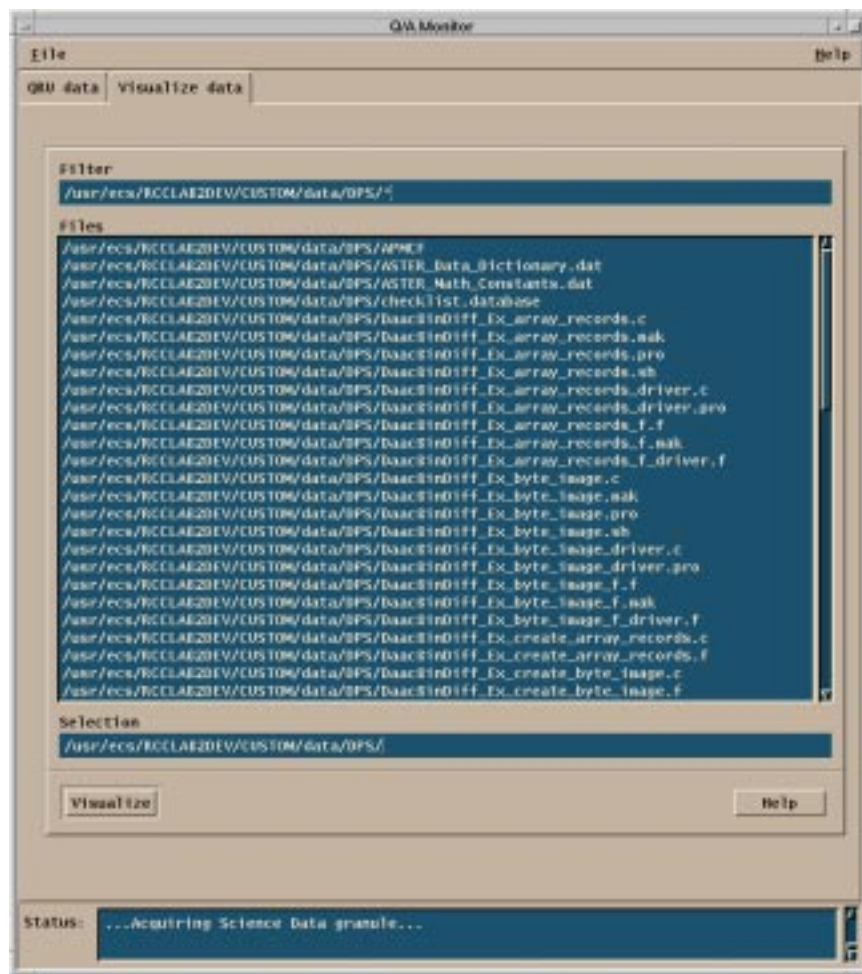 Q/A Monitor
File
Help
QRU data
Visualize data
Filter
/usr/ecs/RCCLAB2DEV/CUSTOM/data/DPS/*
Files
/usr/ecs/RCCLAB2DEV/CUSTOM/data/DPS/APMCF
/usr/ecs/RCCLAB2DEV/CUSTOM/data/DPS/ASTER_Data_Dictionary.dat
/usr/ecs/RCCLAB2DEV/CUSTOM/data/DPS/ASTER_Math_Constants.dat
/usr/ecs/RCCLAB2DEV/CUSTOM/data/DPS/checklist.database
/usr/ecs/RCCLAB2DEV/CUSTOM/data/DPS/DaacBinDiff_Ex_array_records.c
/usr/ecs/RCCLAB2DEV/CUSTOM/data/DPS/DaacBinDiff_Ex_array_records.mak
/usr/ecs/RCCLAB2DEV/CUSTOM/data/DPS/DaacBinDiff_Ex_array_records.pro
/usr/ecs/RCCLAB2DEV/CUSTOM/data/DPS/DaacBinDiff_Ex_array_records.sh
/usr/ecs/RCCLAB2DEV/CUSTOM/data/DPS/DaacBinDiff_Ex_array_records_driver.c
/usr/ecs/RCCLAB2DEV/CUSTOM/data/DPS/DaacBinDiff_Ex_array_records_driver.pro
/usr/ecs/RCCLAB2DEV/CUSTOM/data/DPS/DaacBinDiff_Ex_array_records_f.f
/usr/ecs/RCCLAB2DEV/CUSTOM/data/DPS/DaacBinDiff_Ex_array_records_f.mak
/usr/ecs/RCCLAB2DEV/CUSTOM/data/DPS/DaacBinDiff_Ex_array_records_f_driver.f
/usr/ecs/RCCLAB2DEV/CUSTOM/data/DPS/DaacBinDiff_Ex_byte_image.c
/usr/ecs/RCCLAB2DEV/CUSTOM/data/DPS/DaacBinDiff_Ex_byte_image.mak
/usr/ecs/RCCLAB2DEV/CUSTOM/data/DPS/DaacBinDiff_Ex_byte_image.pro
/usr/ecs/RCCLAB2DEV/CUSTOM/data/DPS/DaacBinDiff_Ex_byte_image.sh
/usr/ecs/RCCLAB2DEV/CUSTOM/data/DPS/DaacBinDiff_Ex_byte_image_driver.c
/usr/ecs/RCCLAB2DEV/CUSTOM/data/DPS/DaacBinDiff_Ex_byte_image_driver.pro
/usr/ecs/RCCLAB2DEV/CUSTOM/data/DPS/DaacBinDiff_Ex_byte_image_f.f
/usr/ecs/RCCLAB2DEV/CUSTOM/data/DPS/DaacBinDiff_Ex_byte_image_f.mak
/usr/ecs/RCCLAB2DEV/CUSTOM/data/DPS/DaacBinDiff_Ex_byte_image_f_driver.f
/usr/ecs/RCCLAB2DEV/CUSTOM/data/DPS/DaacBinDiff_Ex_create_array_records.c
/usr/ecs/RCCLAB2DEV/CUSTOM/data/DPS/DaacBinDiff_Ex_create_array_records.f
/usr/ecs/RCCLAB2DEV/CUSTOM/data/DPS/DaacBinDiff_Ex_create_byte_image.c
/usr/ecs/RCCLAB2DEV/CUSTOM/data/DPS/DaacBinDiff_Ex_create_byte_image.f
Selection
/usr/ecs/RCCLAB2DEV/CUSTOM/data/DPS/
Visualize
Help
Status:
...Acquiring Science Data granule...